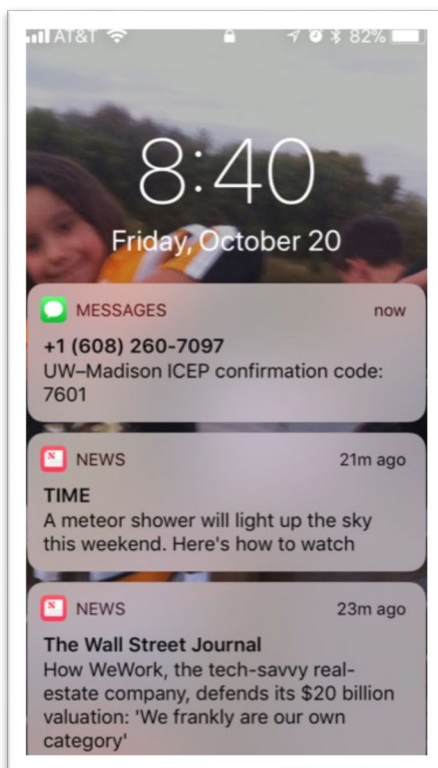 AT&T 82%
8:40
Friday, October 20
MESSAGES now
+1 (608) 260-7097
UW–Madison ICEP confirmation code:
7601
NEWS 21m ago
TIME
A meteor shower will light up the sky
this weekend. Here's how to watch
NEWS 23m ago
The Wall Street Journal
How WeWork, the tech-savvy real-
estate company, defends its $20 billion
valuation: 'We frankly are our own
category'